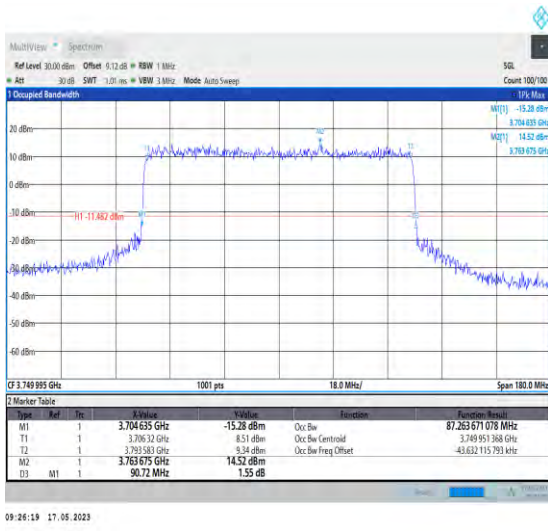 MultiView Spectrum
Ref Level 30.00 dBm Offset 9.12 dB RBW 1 MHz SGL
Att 30 dB SWT 1.01 ms VBW 3 MHz Mode Auto Sweep Count 100/100
1 Occupied Bandwidth 1Pk Max
M1[1] -15.28 dBm
3.704 635 GHz
M2[1] 14.52 dBm
3.763 675 GHz
20 dBm
M2
T1 T2
10 dBm
0 dBm
-10 dBm
H1 -11.482 dBm
M1
D3
-20 dBm
-30 dBm
-40 dBm
-50 dBm
-60 dBm
CF 3.749 995 GHz 1001 pts 18.0 MHz/ Span 180.0 MHz
2 Marker Table
Type Ref Trc X-Value Y-Value Function Function Result
M1 1 3.704 635 GHz -15.28 dBm Occ Bw 87.263 671 078 MHz
T1 1 3.706 32 GHz 8.51 dBm Occ Bw Centroid 3.749 951 368 GHz
T2 1 3.793 583 GHz 9.34 dBm Occ Bw Freq Offset -43.632 115 793 kHz
M2 1 3.763 675 GHz 14.52 dBm
D3 M1 1 90.72 MHz 1.55 dB
09:26:19 17.05.2023